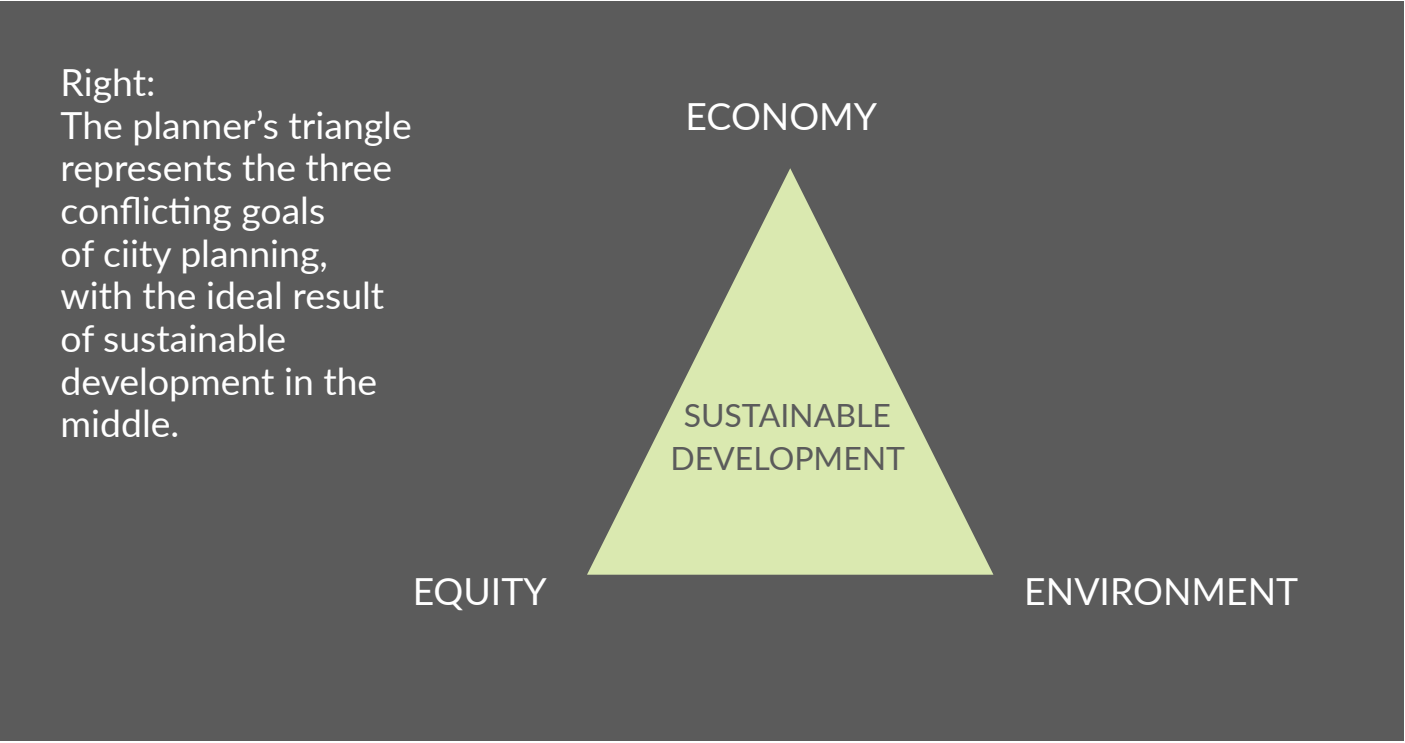 Right:
The planner’s triangle
represents the three
conflicting goals
of ciity planning,
with the ideal result
of sustainable
development in the
middle.
ECONOMY
SUSTAINABLE
DEVELOPMENT
EQUITY
ENVIRONMENT